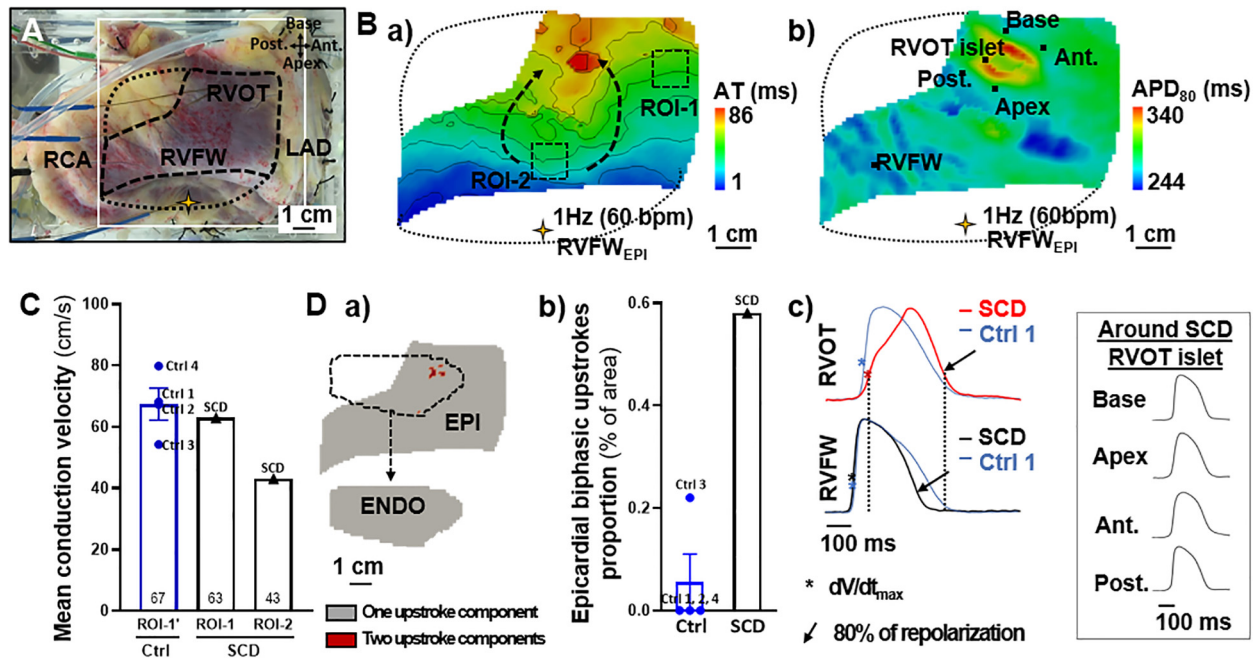 A
Base
Post.
Ant.
Apex
RVOT
RCA
RVFW
LAD
1 cm
B
a)
ROI-1
ROI-2
1Hz (60 bpm)
RVFWEPI
AT (ms)
86
1
1 cm
b)
Base
RVOT islet
Ant.
Post.
Apex
RVFW
1Hz (60bpm)
RVFWEPI
APD80 (ms)
340
244
1 cm
C
Mean conduction velocity (cm/s)
100
80
60
40
20
0
Ctrl 4
Ctrl 1
Ctrl 2
Ctrl 3
SCD
SCD
67
63
43
ROI-1'
ROI-1
ROI-2
Ctrl
SCD
D
a)
EPI
ENDO
1 cm
One upstroke component
Two upstroke components
b)
Epicardial biphasic upstrokes
proportion (% of area)
0.6
0.4
0.2
0.0
SCD
Ctrl 3
Ctrl 1, 2, 4
Ctrl
SCD
c)
RVOT
SCD
Ctrl 1
*
*
RVFW
SCD
Ctrl 1
*
*
100 ms
* dV/dtmax
80% of repolarization
Around SCD
RVOT islet
Base
Apex
Ant.
Post.
100 ms